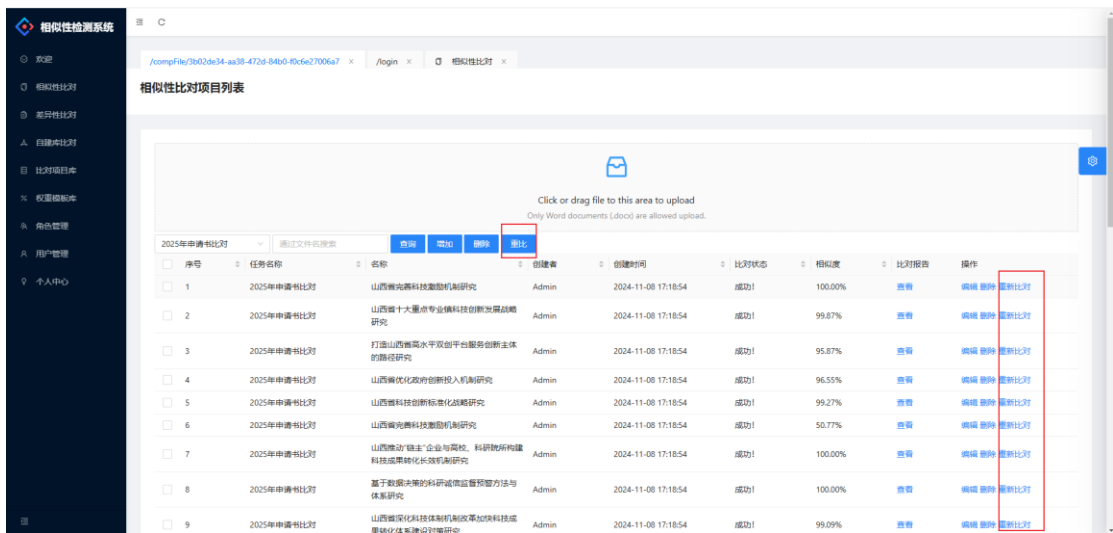 相似性检测系统
欢迎
相似性比对
差异性比对
自建库比对
比对项目库
权重模板库
角色管理
用户管理
个人中心
/compFile/3b02de34-aa38-472d-84b0-f0c6e27006a7 × /login × 相似性比对 ×
相似性比对项目列表
Click or drag file to this area to upload
Only Word documents (.docx) are allowed upload.
2025年申请书比对 通过文件名搜索 查询 增加 删除 重比
序号 任务名称 名称 创建者 创建时间 比对状态 相似度 比对报告 操作
1 2025年申请书比对 山西省完善科技激励机制研究 Admin 2024-11-08 17:18:54 成功! 100.00% 查看 编辑 删除 重新比对
2 2025年申请书比对 山西省十大重点专业镇科技创新发展战略
研究 Admin 2024-11-08 17:18:54 成功! 99.87% 查看 编辑 删除 重新比对
3 2025年申请书比对 打造山西省高水平双创平台服务创新主体
的路径研究 Admin 2024-11-08 17:18:54 成功! 95.87% 查看 编辑 删除 重新比对
4 2025年申请书比对 山西省优化政府创新投入机制研究 Admin 2024-11-08 17:18:54 成功! 96.55% 查看 编辑 删除 重新比对
5 2025年申请书比对 山西省科技创新标准化战略研究 Admin 2024-11-08 17:18:54 成功! 99.27% 查看 编辑 删除 重新比对
6 2025年申请书比对 山西省完善科技激励机制研究 Admin 2024-11-08 17:18:54 成功! 50.77% 查看 编辑 删除 重新比对
7 2025年申请书比对 山西推动"链主"企业与高校、科研院所构建
科技成果转化长效机制研究 Admin 2024-11-08 17:18:54 成功! 100.00% 查看 编辑 删除 重新比对
8 2025年申请书比对 基于数据决策的科研诚信监督预警方法与
体系研究 Admin 2024-11-08 17:18:54 成功! 100.00% 查看 编辑 删除 重新比对
9 2025年申请书比对 山西省深化科技体制机制改革加快科技成
果转化体系建设对策研究 Admin 2024-11-08 17:18:54 成功! 99.09% 查看 编辑 删除 重新比对